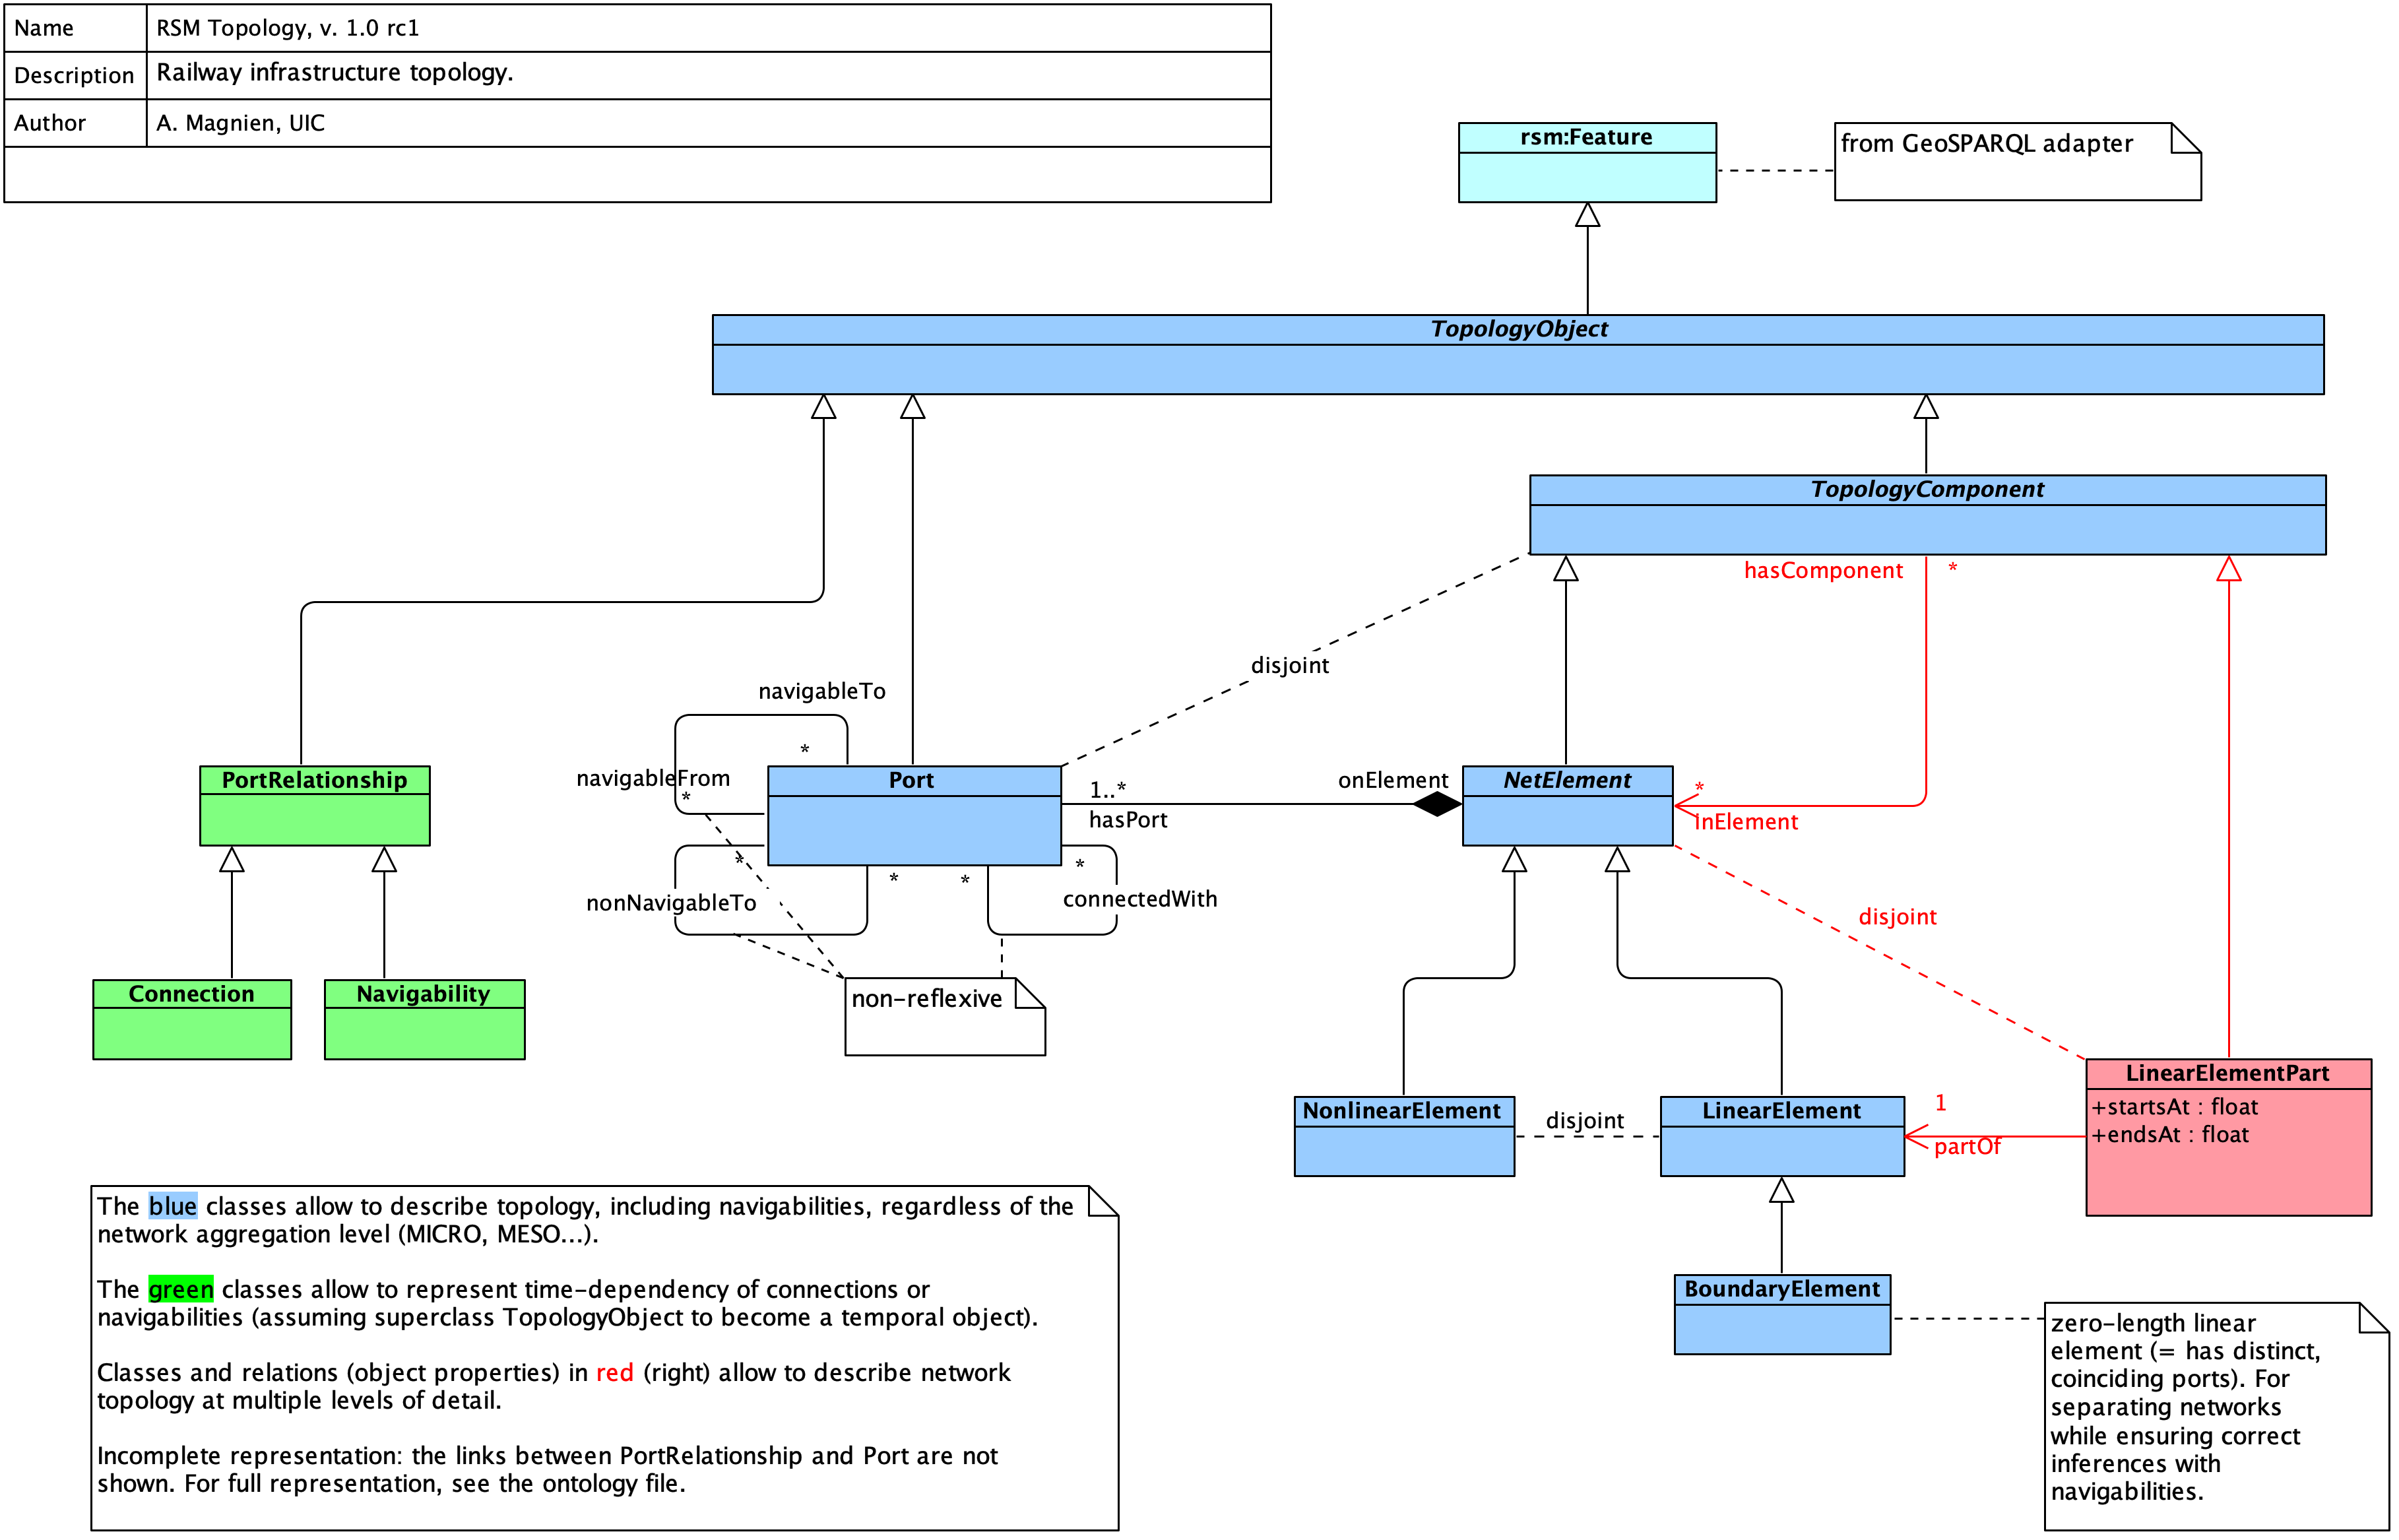 Name
RSM Topology, v. 1.0 rc1
Description
Railway infrastructure topology.
Author
A. Magnien, UIC
rsm:Feature
from GeoSPARQL adapter
TopologyObject
TopologyComponent
hasComponent
*
disjoint
navigableTo
*
navigableFrom
*
PortRelationship
Port
1..*
hasPort
onElement
NetElement
*
inElement
*
nonNavigableTo
*
*
*
connectedWith
disjoint
Connection
Navigability
non-reflexive
LinearElementPart
+startsAt : float
+endsAt : float
NonlinearElement
disjoint
LinearElement
1
partOf
BoundaryElement
zero-length linear
element (= has distinct,
coinciding ports). For
separating networks
while ensuring correct
inferences with
navigabilities.
The blue classes allow to describe topology, including navigabilities, regardless of the
network aggregation level (MICRO, MESO...).
The green classes allow to represent time-dependency of connections or
navigabilities (assuming superclass TopologyObject to become a temporal object).
Classes and relations (object properties) in red (right) allow to describe network
topology at multiple levels of detail.
Incomplete representation: the links between PortRelationship and Port are not
shown. For full representation, see the ontology file.